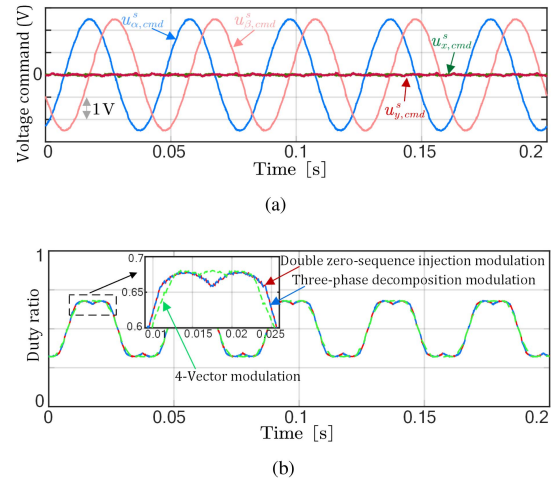 Voltage command (V)
0
1V
u^s_{α,cmd}
u^s_{β,cmd}
u^s_{x,cmd}
u^s_{y,cmd}
0
0.05
0.1
0.15
0.2
Time [s]
(a)
Duty ratio
1
0
0.7
0.65
0.6
0.01
0.015
0.02
0.025
Double zero-sequence injection modulation
Three-phase decomposition modulation
4-Vector modulation
0
0.05
0.1
0.15
0.2
Time [s]
(b)